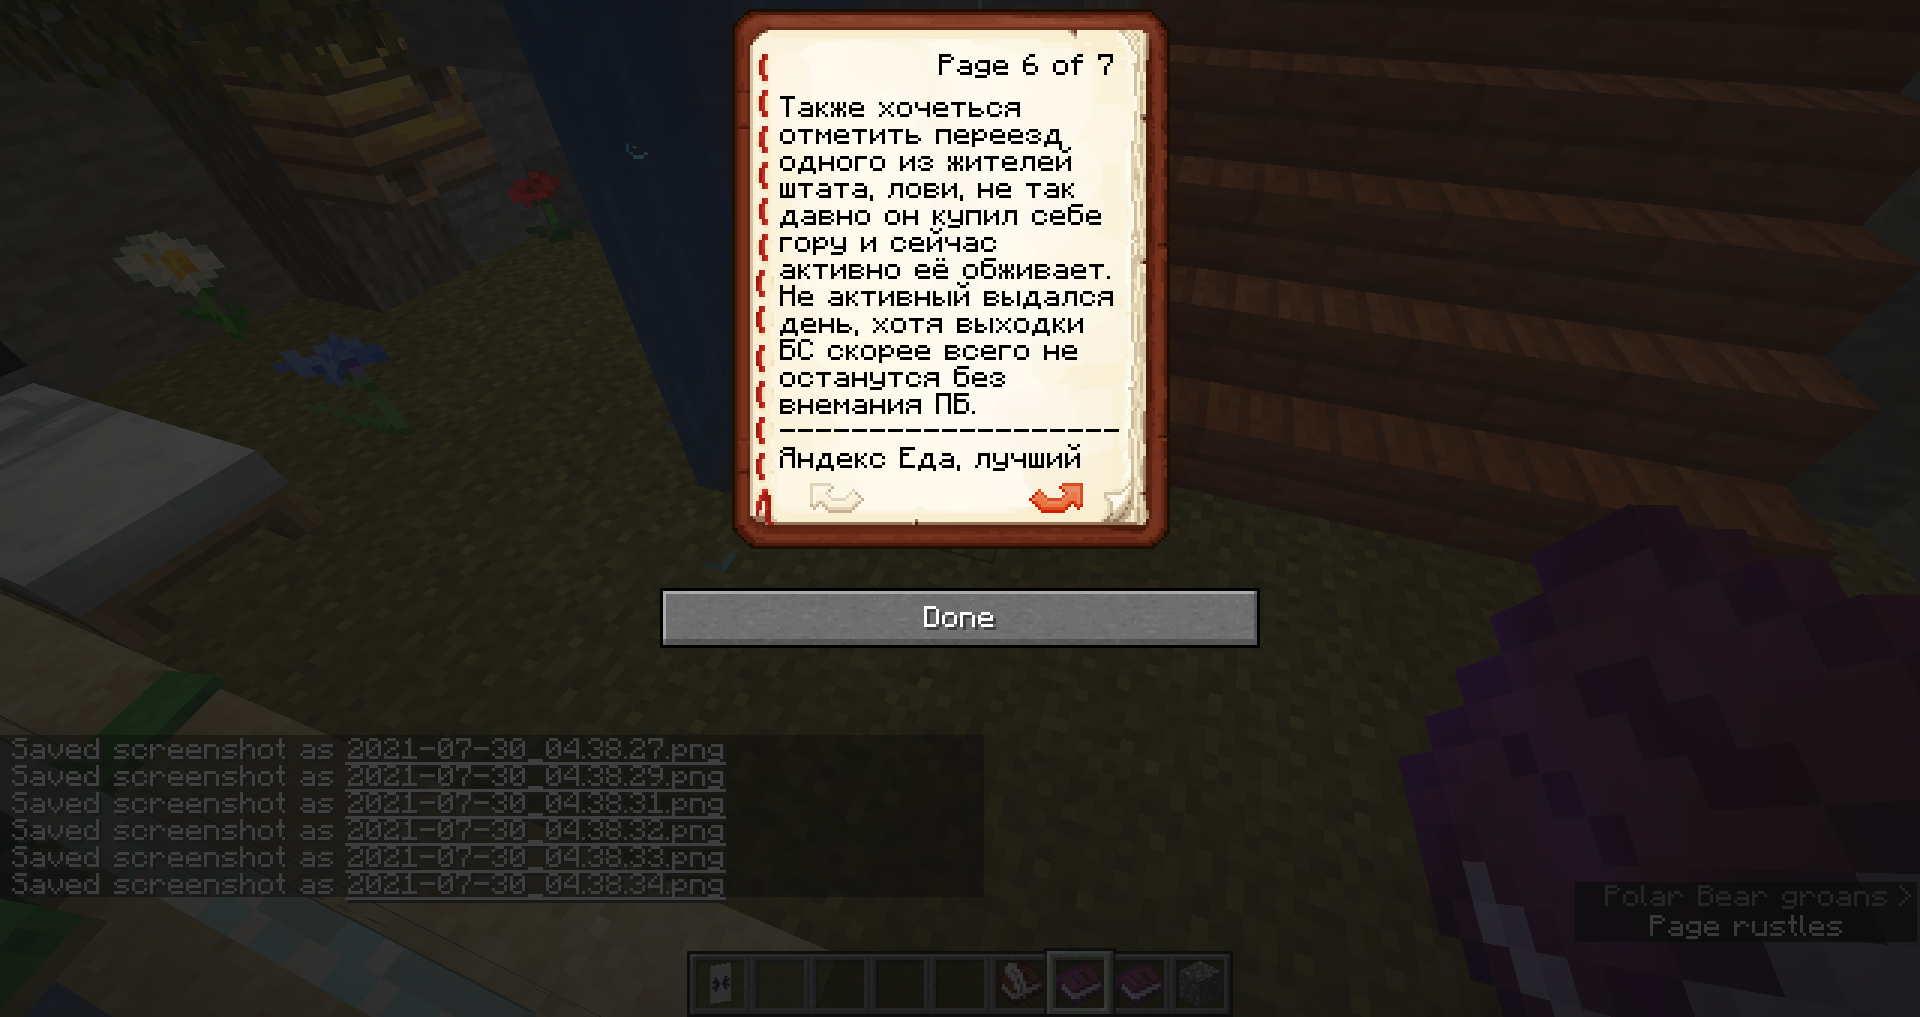 Page 6 of 7
Также хочеться
отметить переезд
одного из жителей
штата, лови, не так
давно он купил себе
гору и сейчас
активно её обживает.
Не активный выдался
день, хотя выходки
БС скорее всего не
останутся без
внемания ПБ.
-------------------
Яндекс Еда, лучший
Done
Saved screenshot as 2021-07-30_04.38.27.png
Saved screenshot as 2021-07-30_04.38.29.png
Saved screenshot as 2021-07-30_04.38.31.png
Saved screenshot as 2021-07-30_04.38.32.png
Saved screenshot as 2021-07-30_04.38.33.png
Saved screenshot as 2021-07-30_04.38.34.png
Polar Bear groans >
Page rustles